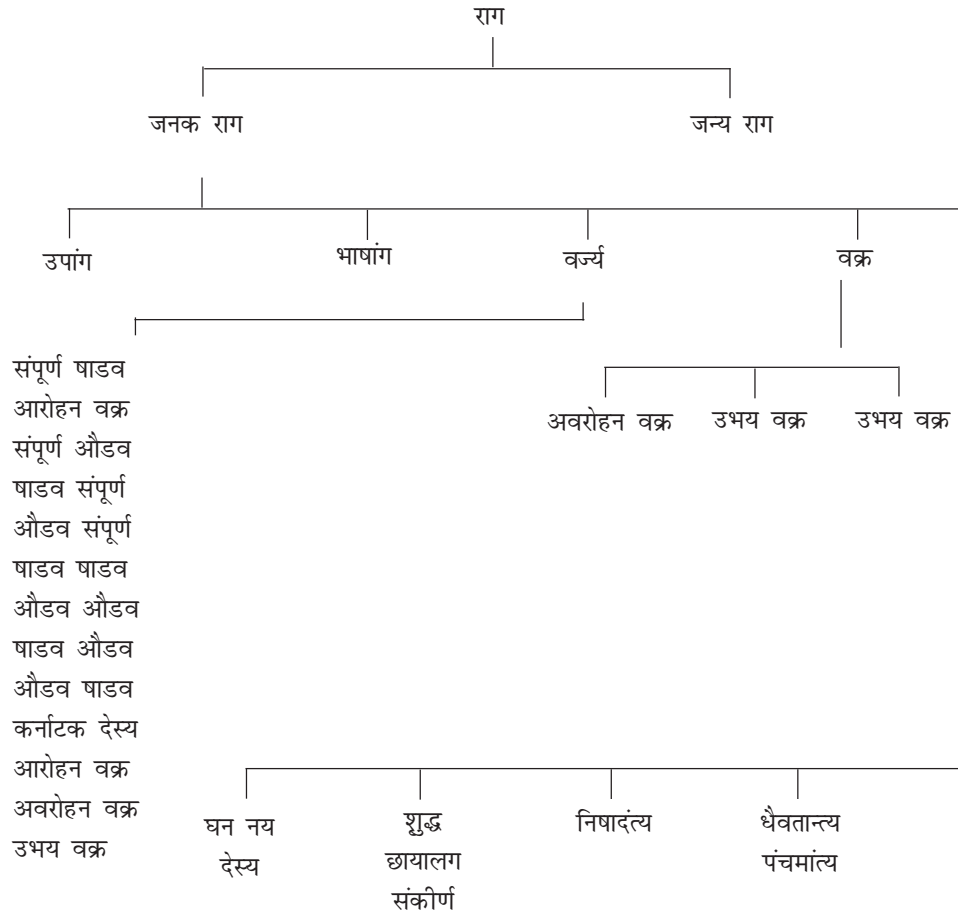 राग
जनक राग
जन्य राग
उपांग
भाषांग
वर्ज्य
वक्र
संपूर्ण षाडव
आरोहन वक्र
संपूर्ण औडव
षाडव संपूर्ण
औडव संपूर्ण
षाडव षाडव
औडव औडव
षाडव औडव
औडव षाडव
कर्नाटक देस्य
आरोहन वक्र
अवरोहन वक्र
उभय वक्र
अवरोहन वक्र
उभय वक्र
उभय वक्र
घन नय
देस्य
शुद्ध
छायालग
संकीर्ण
निषादंत्य
धैवतान्त्य
पंचमांत्य